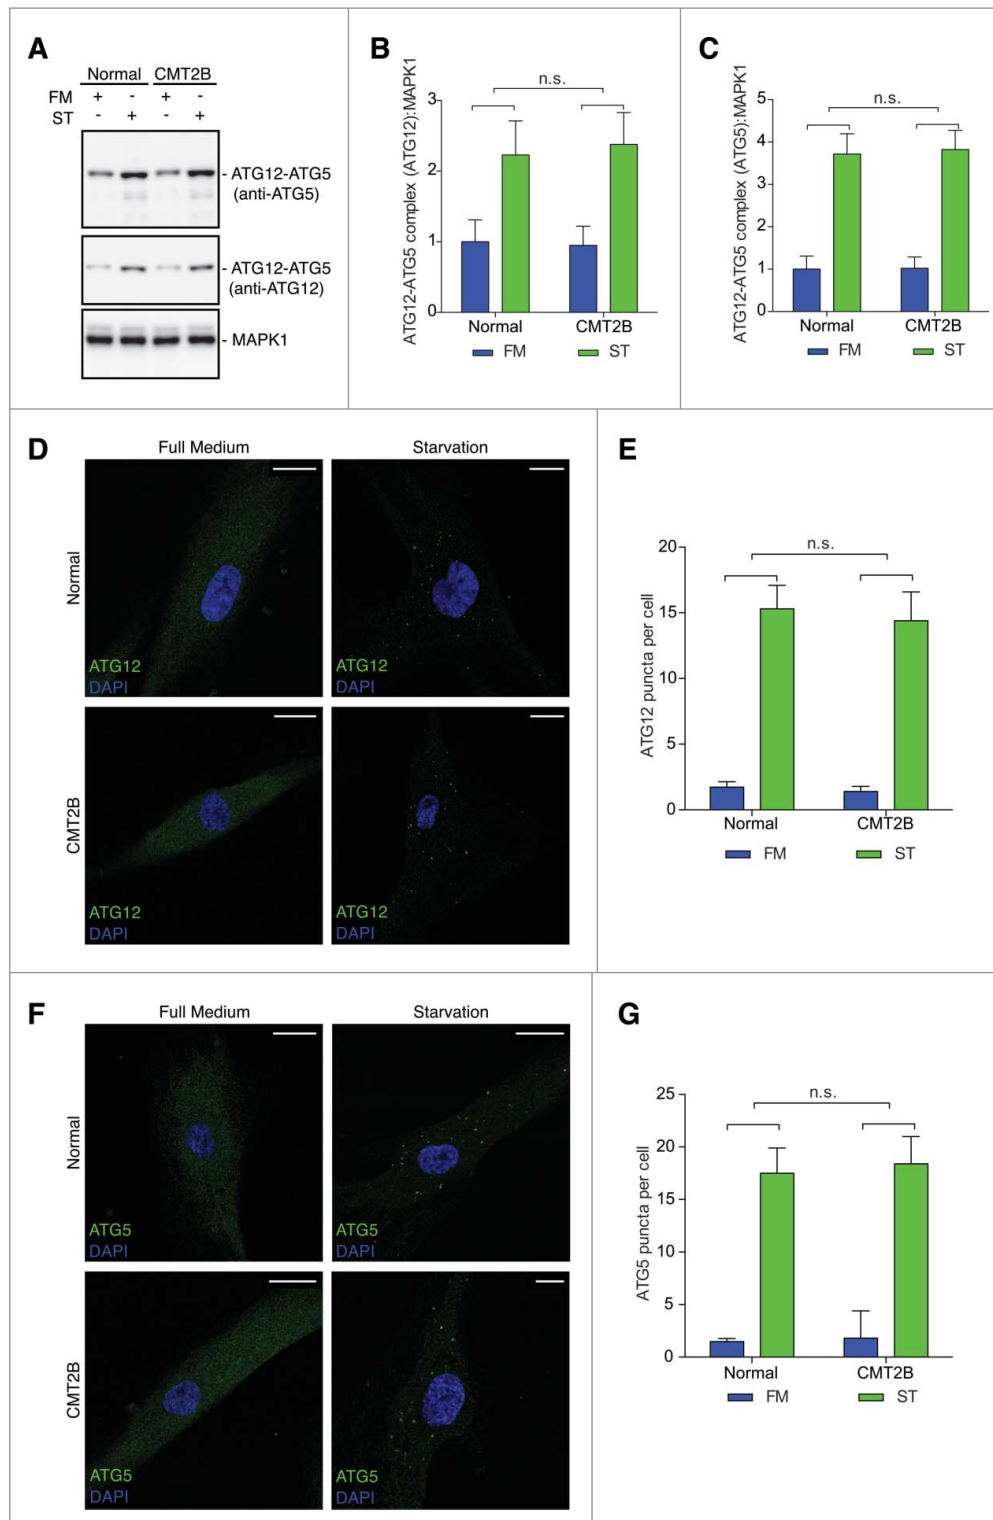 A
Normal CMT2B
FM + - + -
ST - + - +
- ATG12-ATG5
(anti-ATG5)
- ATG12-ATG5
(anti-ATG12)
- MAPK1
B
ATG12-ATG5 complex (ATG12):MAPK1
n.s.
3
2
1
0
Normal CMT2B
FM ST
C
ATG12-ATG5 complex (ATG5):MAPK1
n.s.
5
4
3
2
1
0
Normal CMT2B
FM ST
D
Full Medium Starvation
Normal
ATG12
DAPI
ATG12
DAPI
CMT2B
ATG12
DAPI
ATG12
DAPI
E
ATG12 puncta per cell
n.s.
20
15
10
5
0
Normal CMT2B
FM ST
F
Full Medium Starvation
Normal
ATG5
DAPI
ATG5
DAPI
CMT2B
ATG5
DAPI
ATG5
DAPI
G
ATG5 puncta per cell
n.s.
25
20
15
10
5
0
Normal CMT2B
FM ST